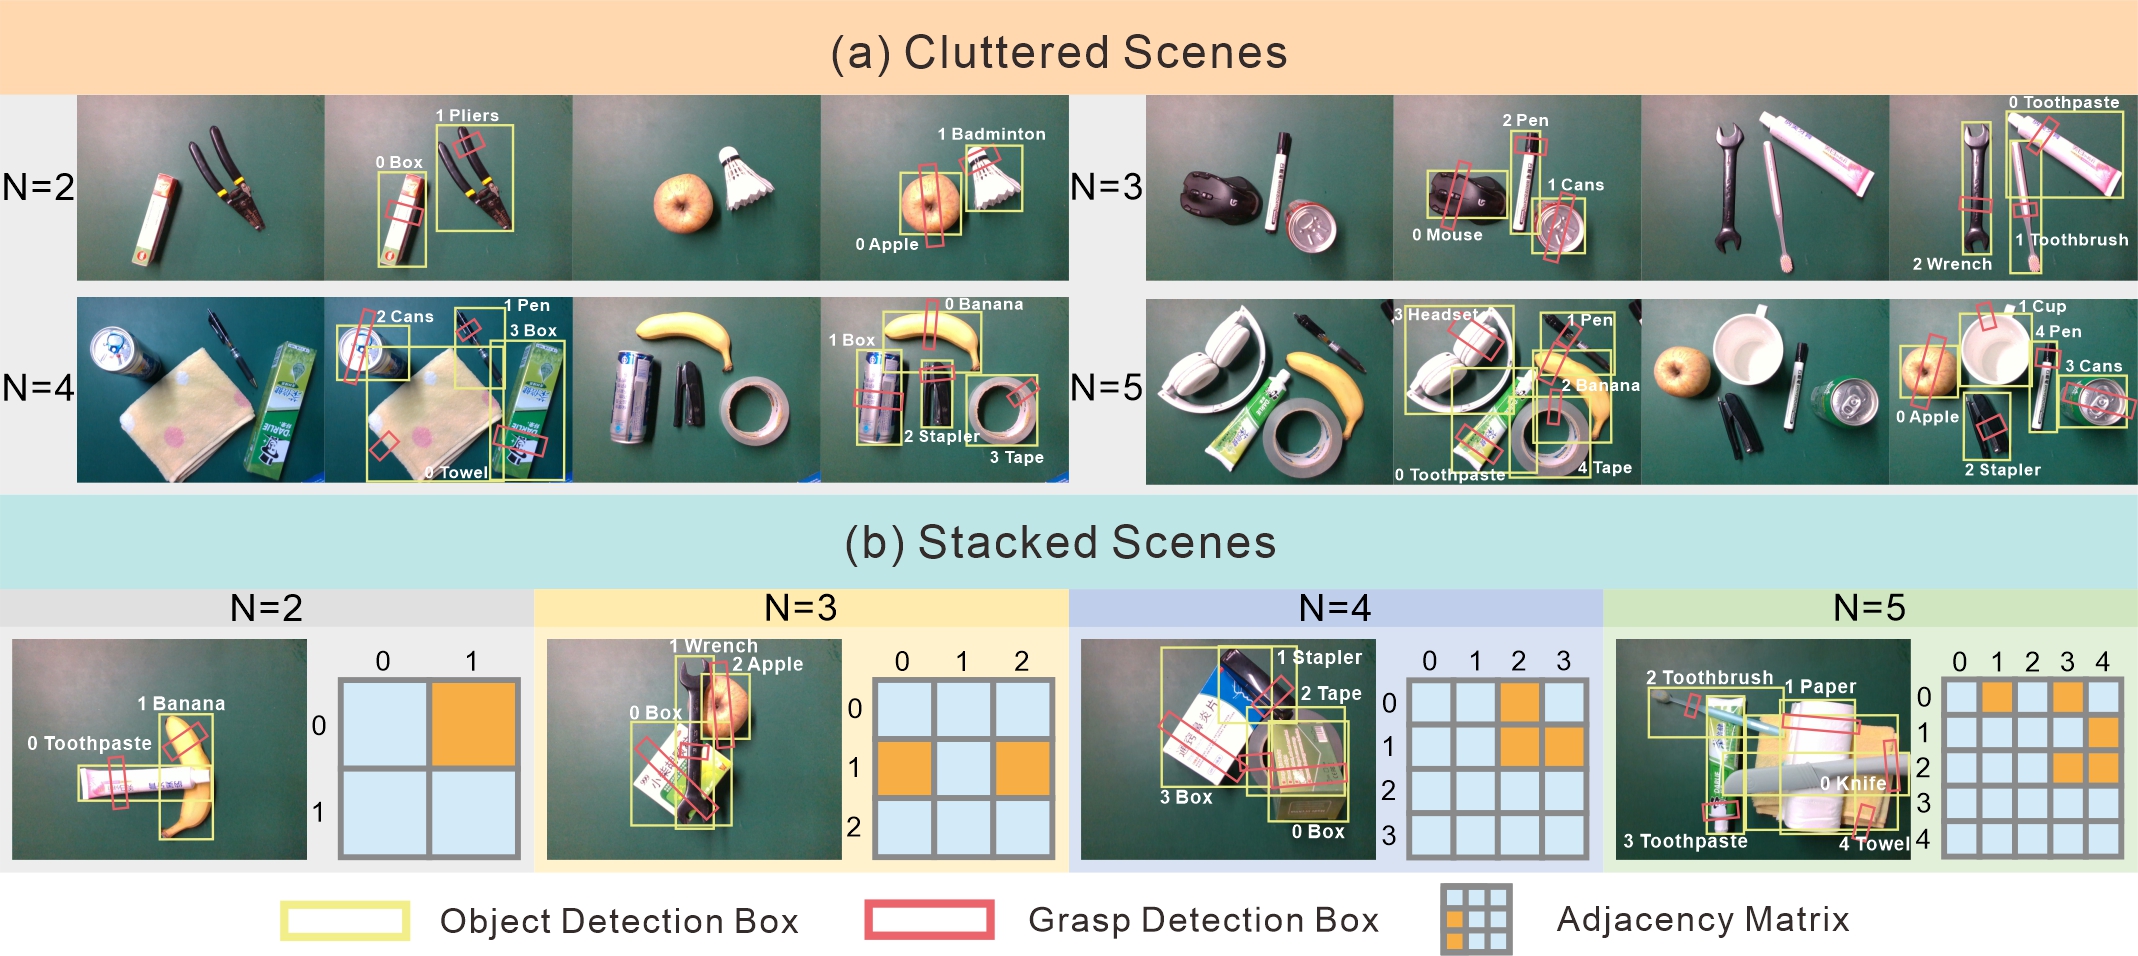 (a) Cluttered Scenes
N=2
0 Box
1 Pliers
0 Apple
1 Badminton
N=3
0 Mouse
2 Pen
1 Cans
0 Toothpaste
1 Toothbrush
2 Wrench
N=4
2 Cans
1 Pen
3 Box
0 Towel
DARLIE
0 Banana
1 Box
2 Stapler
3 Tape
N=5
3 Headset
1 Pen
2 Banana
0 Toothpaste
4 Tape
1 Cup
4 Pen
3 Cans
0 Apple
2 Stapler
(b) Stacked Scenes
N=2
1 Banana
0 Toothpaste
0 1
0
1
N=3
1 Wrench
2 Apple
0 Box
0 1 2
0
1
2
N=4
1 Stapler
2 Tape
3 Box
0 Box
0 1 2 3
0
1
2
3
N=5
2 Toothbrush
1 Paper
0 Knife
3 Toothpaste
4 Towel
0 1 2 3 4
0
1
2
3
4
Object Detection Box
Grasp Detection Box
Adjacency Matrix